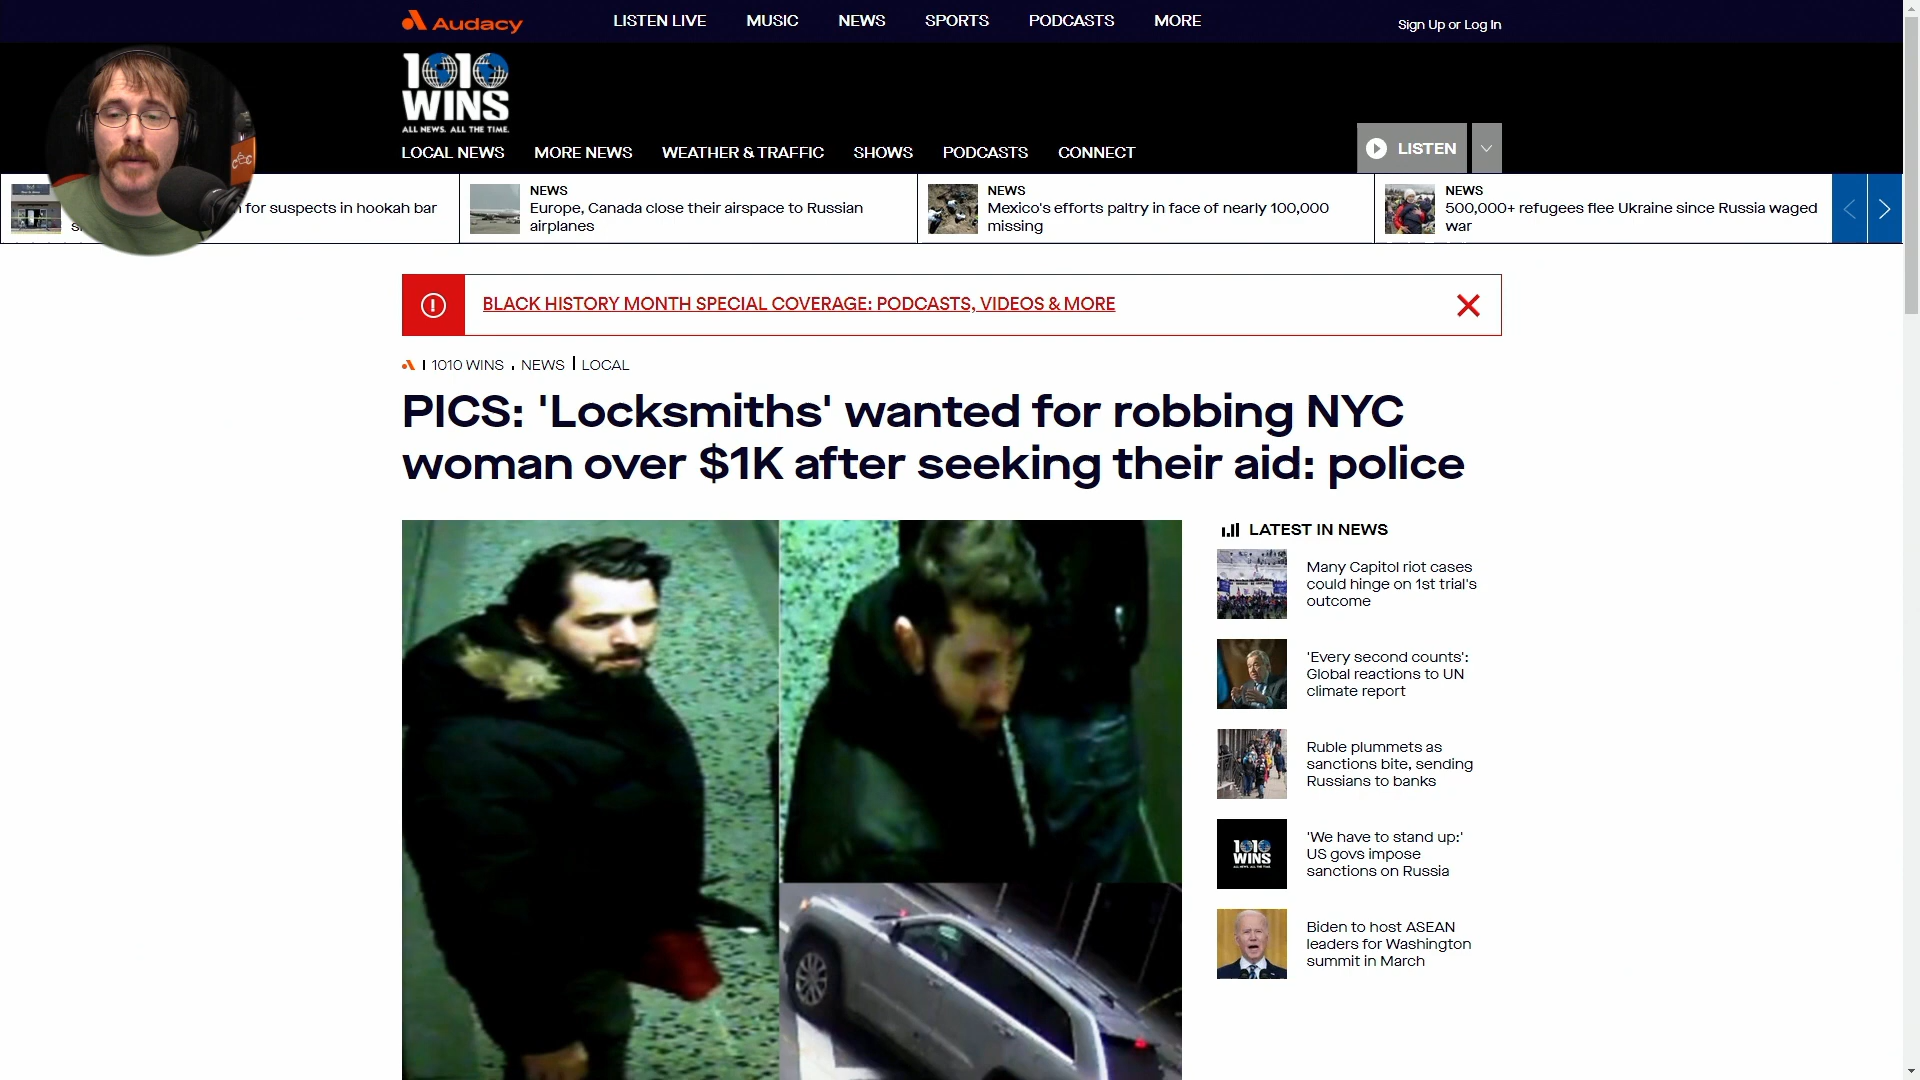 Audacy
LISTEN LIVE
MUSIC
NEWS
SPORTS
PODCASTS
MORE
Sign Up or Log In
1010
WINS
ALL NEWS. ALL THE TIME.
LOCAL NEWS
MORE NEWS
WEATHER & TRAFFIC
SHOWS
PODCASTS
CONNECT
LISTEN
cec
for suspects in hookah bar
NEWS
Europe, Canada close their airspace to Russian
airplanes
NEWS
Mexico's efforts paltry in face of nearly 100,000
missing
NEWS
500,000+ refugees flee Ukraine since Russia waged
war
BLACK HISTORY MONTH SPECIAL COVERAGE: PODCASTS, VIDEOS & MORE
1010 WINS
NEWS
LOCAL
PICS: 'Locksmiths' wanted for robbing NYC
woman over $1K after seeking their aid: police
LATEST IN NEWS
Many Capitol riot cases
could hinge on 1st trial's
outcome
'Every second counts':
Global reactions to UN
climate report
Ruble plummets as
sanctions bite, sending
Russians to banks
1010
WINS
'We have to stand up:'
US govs impose
sanctions on Russia
Biden to host ASEAN
leaders for Washington
summit in March